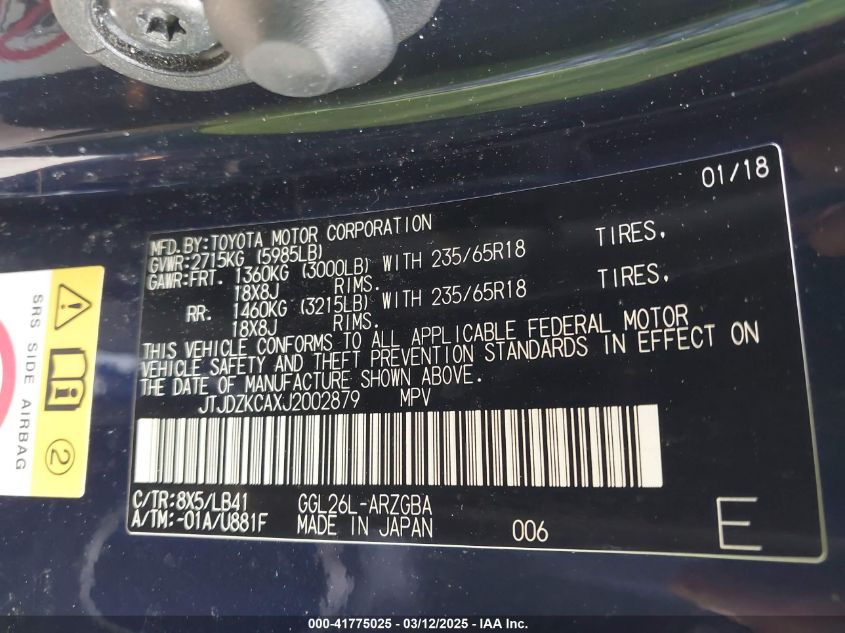 01/18
MFD. BY: TOYOTA MOTOR CORPORATION
GVWR: 2715KG (5985LB)
GAWR: FRT. 1360KG (3000LB) WITH 235/65R18 TIRES,
18X8J RIMS.
RR. 1460KG (3215LB) WITH 235/65R18 TIRES,
18X8J RIMS.
THIS VEHICLE CONFORMS TO ALL APPLICABLE FEDERAL MOTOR
VEHICLE SAFETY AND THEFT PREVENTION STANDARDS IN EFFECT ON
THE DATE OF MANUFACTURE SHOWN ABOVE.
JTJDZKCAXJ2002879 MPV
C/TR: 8X5/LB41 GGL26L-ARZGBA
A/TM: -01A/U881F MADE IN JAPAN 006 E
SRS SIDE AIRBAG
2
000-41775025 - 03/12/2025 - IAA Inc.